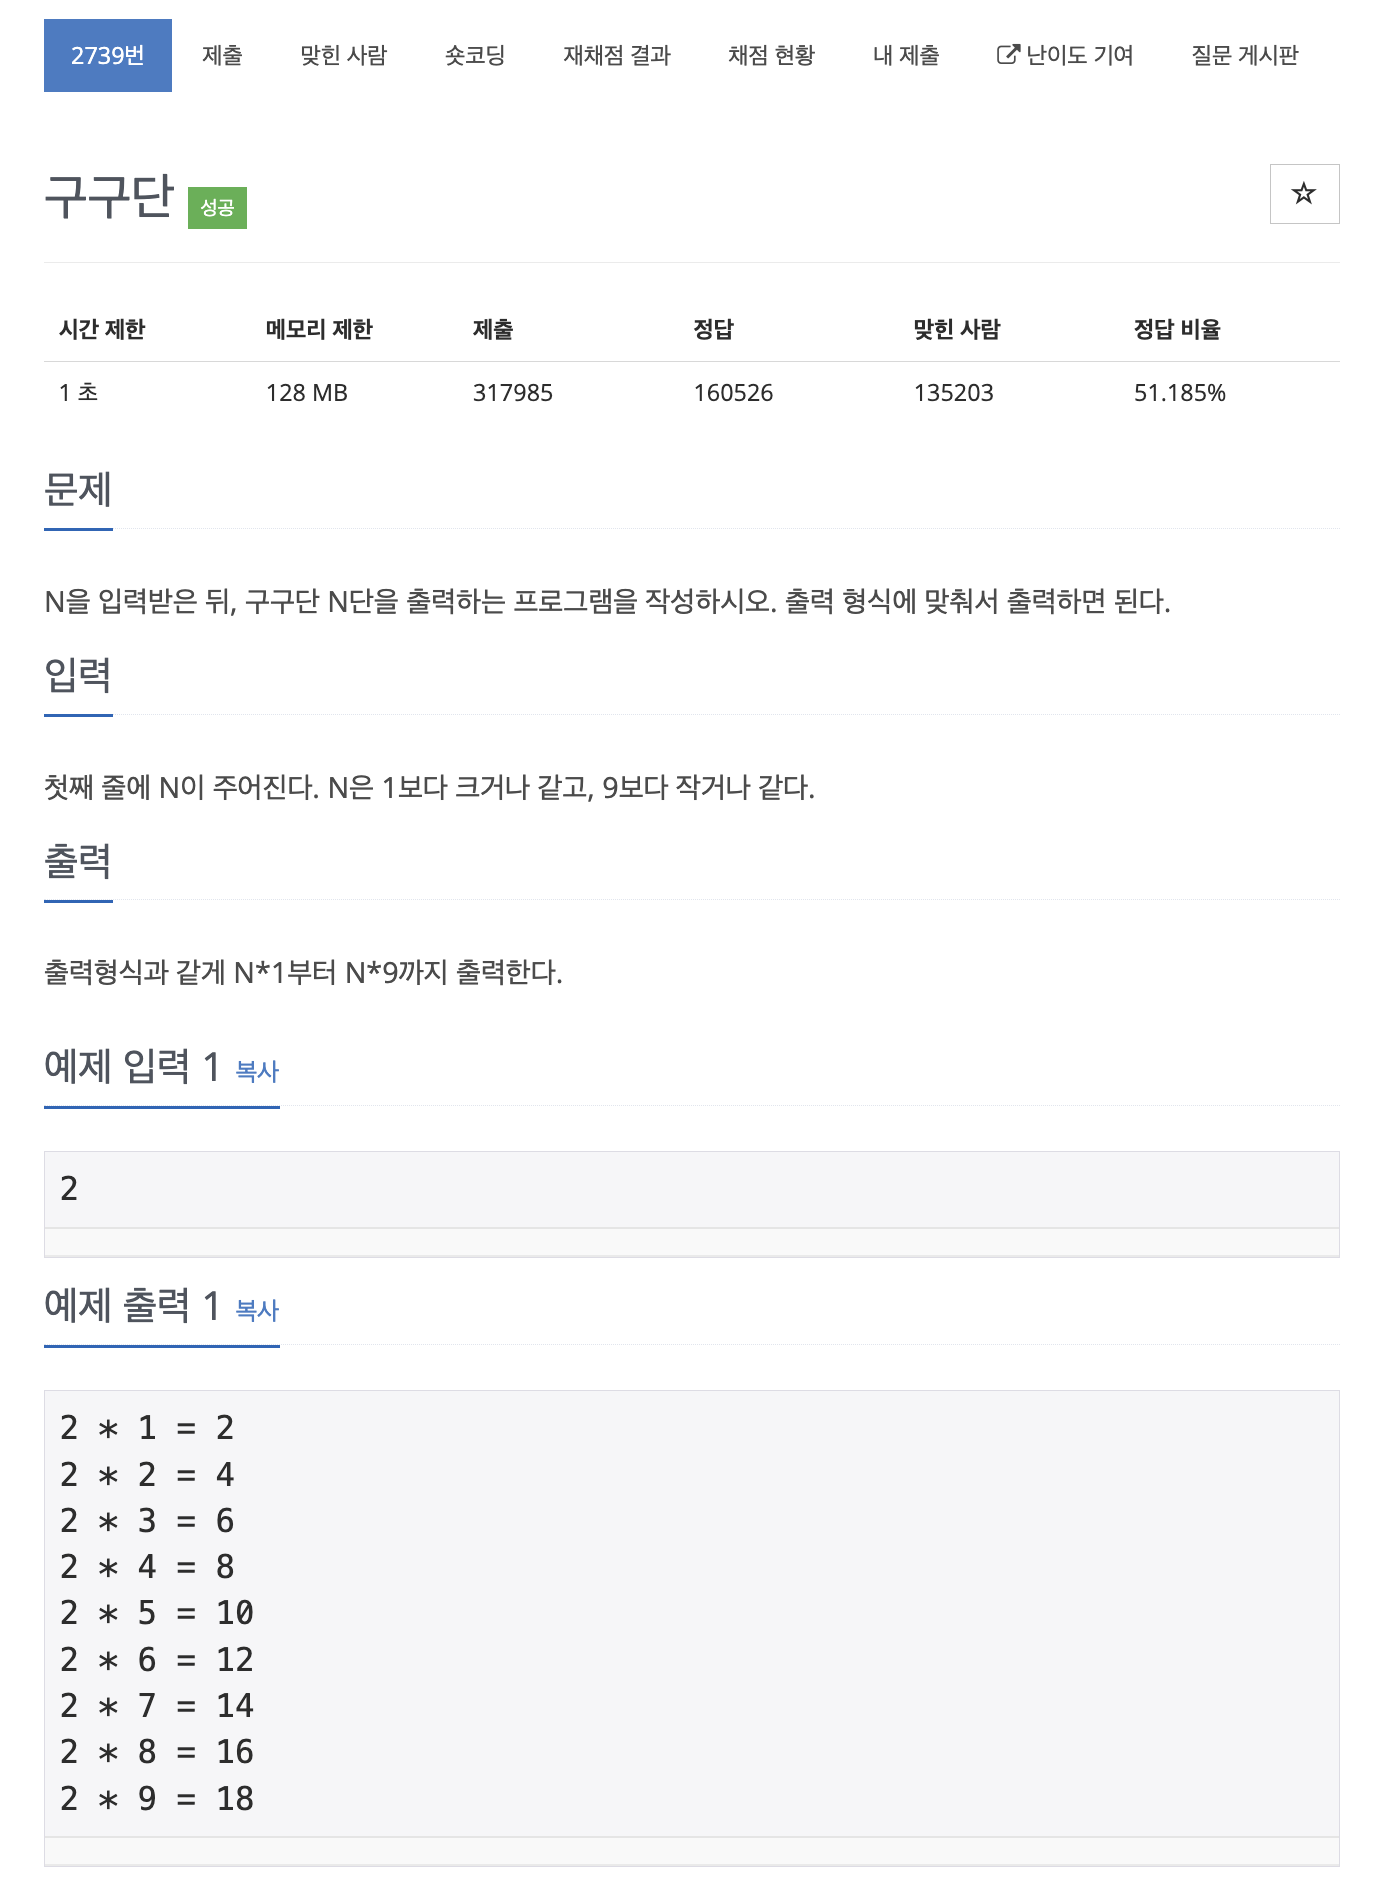 2739번 제출 맞힌 사람 숏코딩 재채점 결과 채점 현황 내 제출 난이도 기여 질문 게시판
구구단 성공
시간 제한 메모리 제한 제출 정답 맞힌 사람 정답 비율
1 초 128 MB 317985 160526 135203 51.185%
문제
N을 입력받은 뒤, 구구단 N단을 출력하는 프로그램을 작성하시오. 출력 형식에 맞춰서 출력하면 된다.
입력
첫째 줄에 N이 주어진다. N은 1보다 크거나 같고, 9보다 작거나 같다.
출력
출력형식과 같게 N*1부터 N*9까지 출력한다.
예제 입력 1 복사
2
예제 출력 1 복사
2 * 1 = 2
2 * 2 = 4
2 * 3 = 6
2 * 4 = 8
2 * 5 = 10
2 * 6 = 12
2 * 7 = 14
2 * 8 = 16
2 * 9 = 18